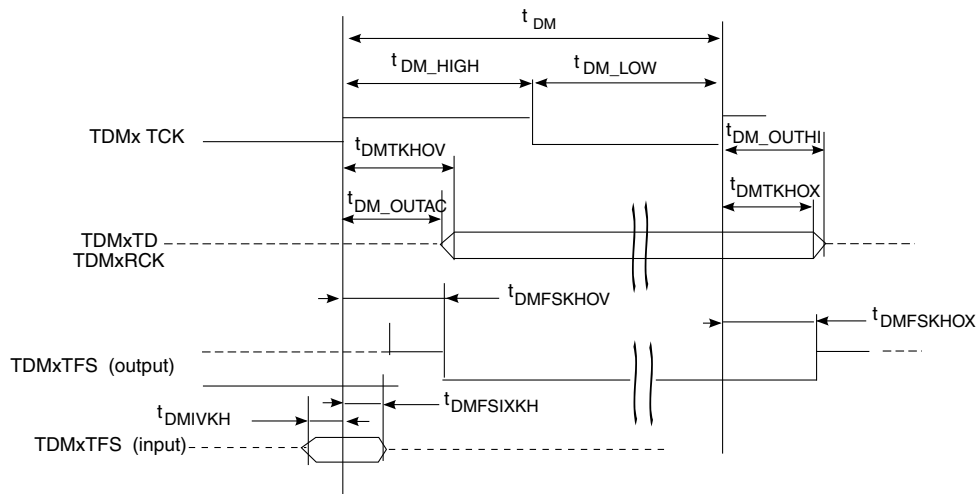 t DM
t DM_HIGH
t DM_LOW
TDMx TCK
t DM_OUTHI
t DMTKHOV
t DMTKHOX
t DM_OUTAC
TDMxTD
TDMxRCK
t DMFSKHOV
t DMFSKHOX
TDMxTFS (output)
t DMFSIXKH
t DMIVKH
TDMxTFS (input)